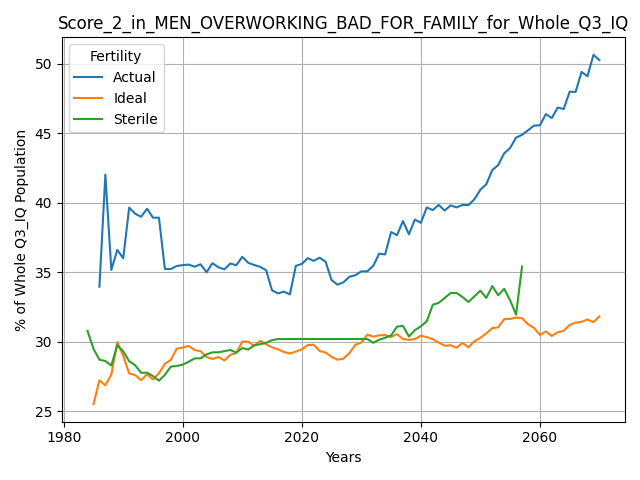 Score_2_in_MEN_OVERWORKING_BAD_FOR_FAMILY_for_Whole_Q3_IQ
Fertility
Actual
Ideal
Sterile
% of Whole Q3_IQ Population
50
45
40
35
30
25
1980
2000
2020
2040
2060
Years